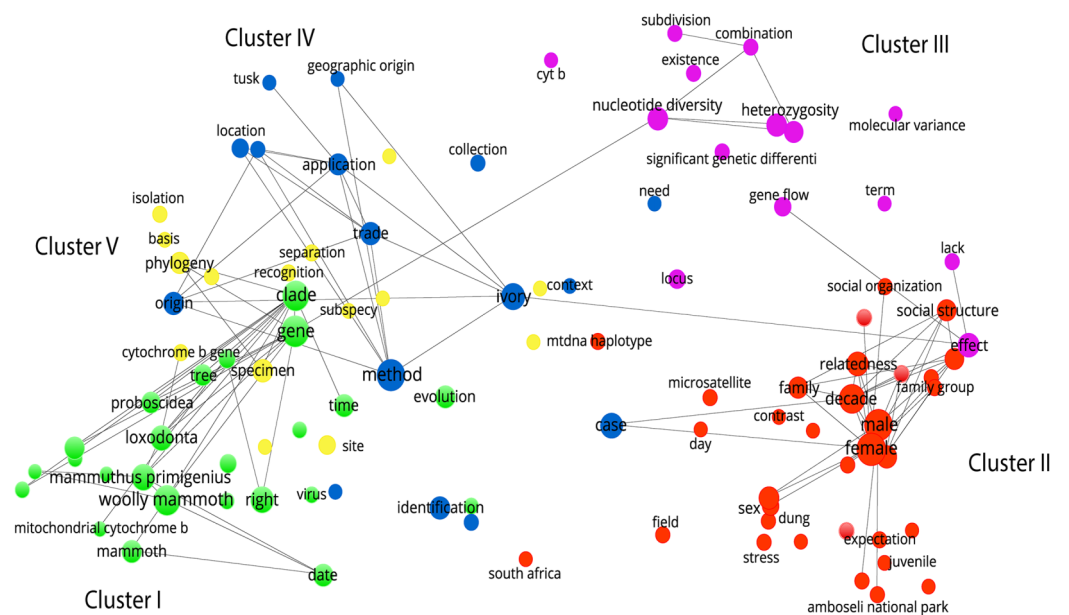 subdivision
Cluster IV
combination
Cluster III
existence
geographic origin
tusk
cyt b
nucleotide diversity
heterozygosity
molecular variance
location
application
collection
significant genetic differenti
isolation
need
gene flow
term
basis
Cluster V
phylogeny
separation
trade
lack
recognition
clade
locus
social organization
origin
subspecy
ivory
context
social structure
gene
mtdna haplotype
effect
cytochrome b gene
tree
specimen
method
relatedness
microsatellite
family
family group
proboscidea
time
evolution
decade
contrast
loxodonta
site
case
day
male
female
Cluster II
mammuthus primigenius
woolly mammoth
right
virus
identification
sex
dung
mitochondrial cytochrome b
field
expectation
mammoth
stress
juvenile
date
south africa
Cluster I
amboseli national park